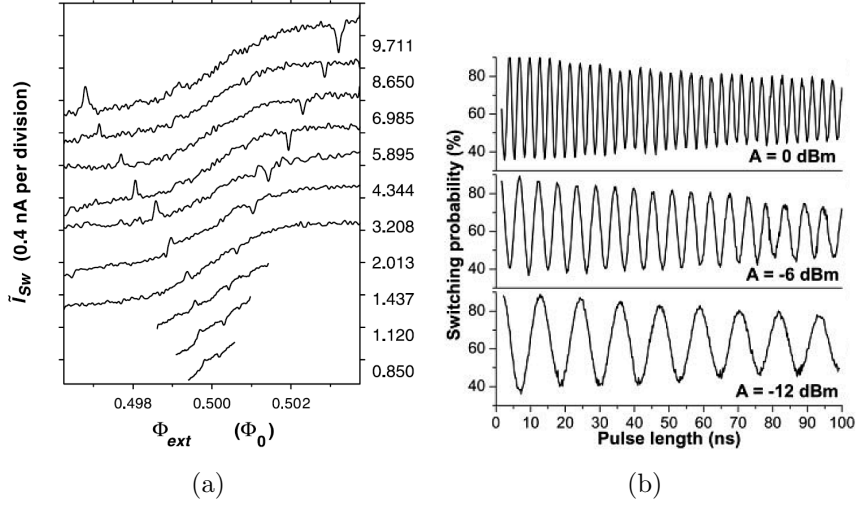 9.711
8.650
6.985
5.895
4.344
3.208
2.013
1.437
1.120
0.850
Ĩ_Sw (0.4 nA per division)
0.498 0.500 0.502
Φ_ext (Φ_0)
(a)
Switching probability (%)
80
60
40
A = 0 dBm
80
60
40
A = -6 dBm
80
60
40
A = -12 dBm
0 10 20 30 40 50 60 70 80 90 100
Pulse length (ns)
(b)